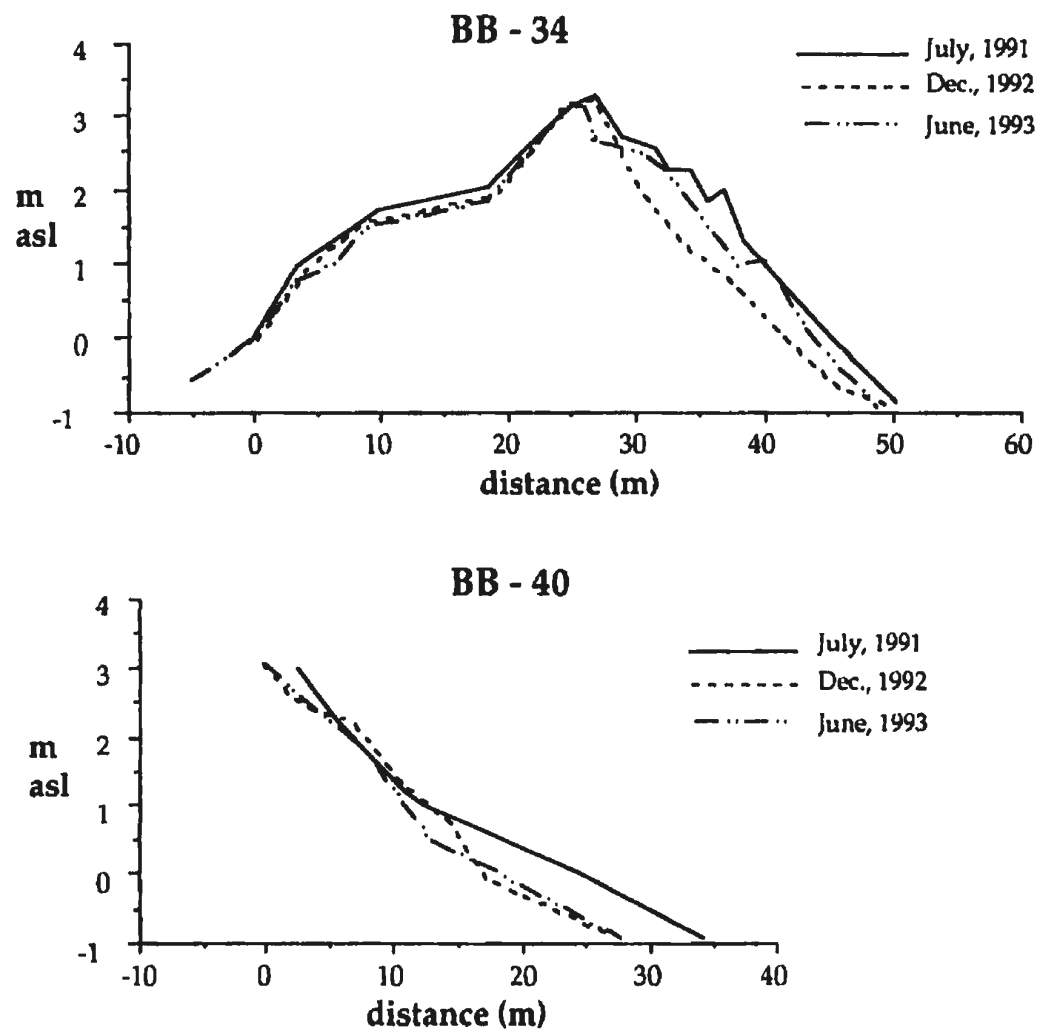 BB - 34
July, 1991
Dec., 1992
June, 1993
4
3
2
1
0
-1
m
asl
-10 0 10 20 30 40 50 60
distance (m)
BB - 40
July, 1991
Dec., 1992
June, 1993
4
3
2
1
0
-1
m
asl
-10 0 10 20 30 40
distance (m)